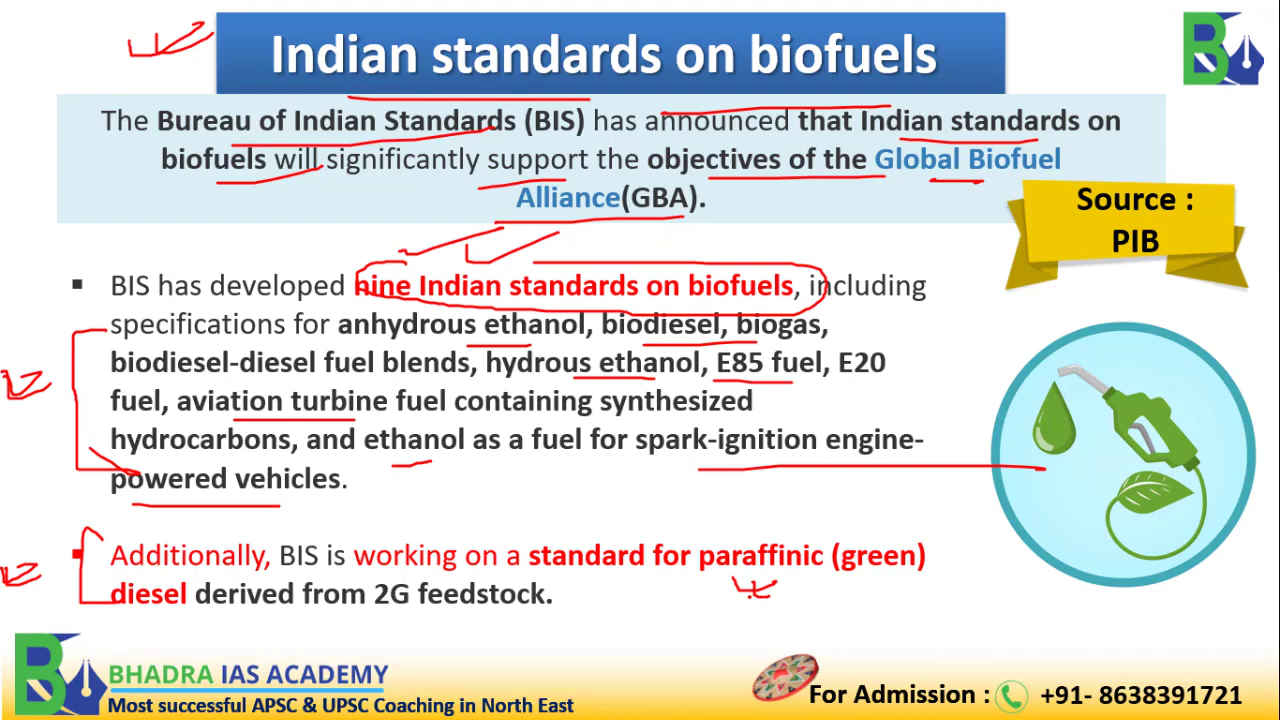 Indian standards on biofuels
The Bureau of Indian Standards (BIS) has announced that Indian standards on
biofuels will significantly support the objectives of the Global Biofuel
Alliance(GBA).
Source :
PIB
▪ BIS has developed nine Indian standards on biofuels, including
specifications for anhydrous ethanol, biodiesel, biogas,
biodiesel-diesel fuel blends, hydrous ethanol, E85 fuel, E20
fuel, aviation turbine fuel containing synthesized
hydrocarbons, and ethanol as a fuel for spark-ignition engine-
powered vehicles.
▪ Additionally, BIS is working on a standard for paraffinic (green)
diesel derived from 2G feedstock.
BHADRA IAS ACADEMY
Most successful APSC & UPSC Coaching in North East
For Admission : +91- 8638391721